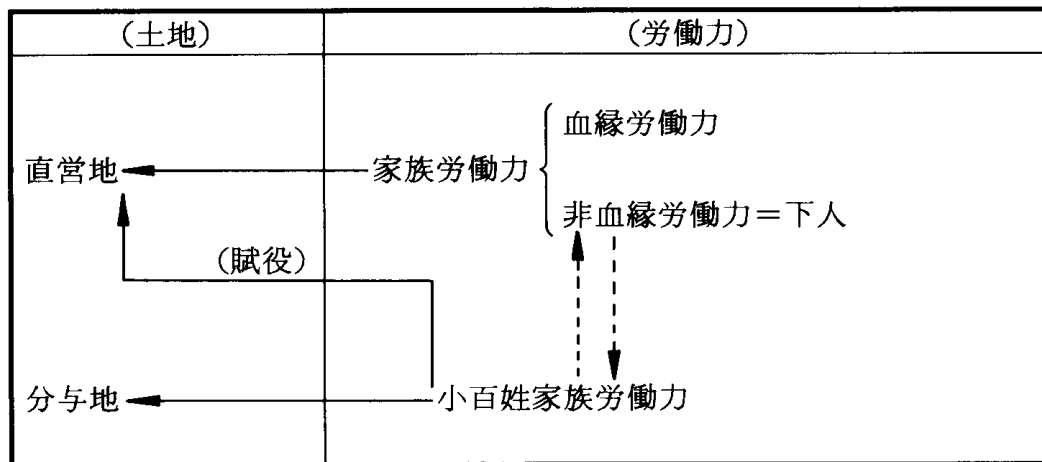 (土地) (労働力)
血縁労働力
直営地 家族労働力
非血縁労働力=下人
(賦役)
分与地 小百姓家族労働力